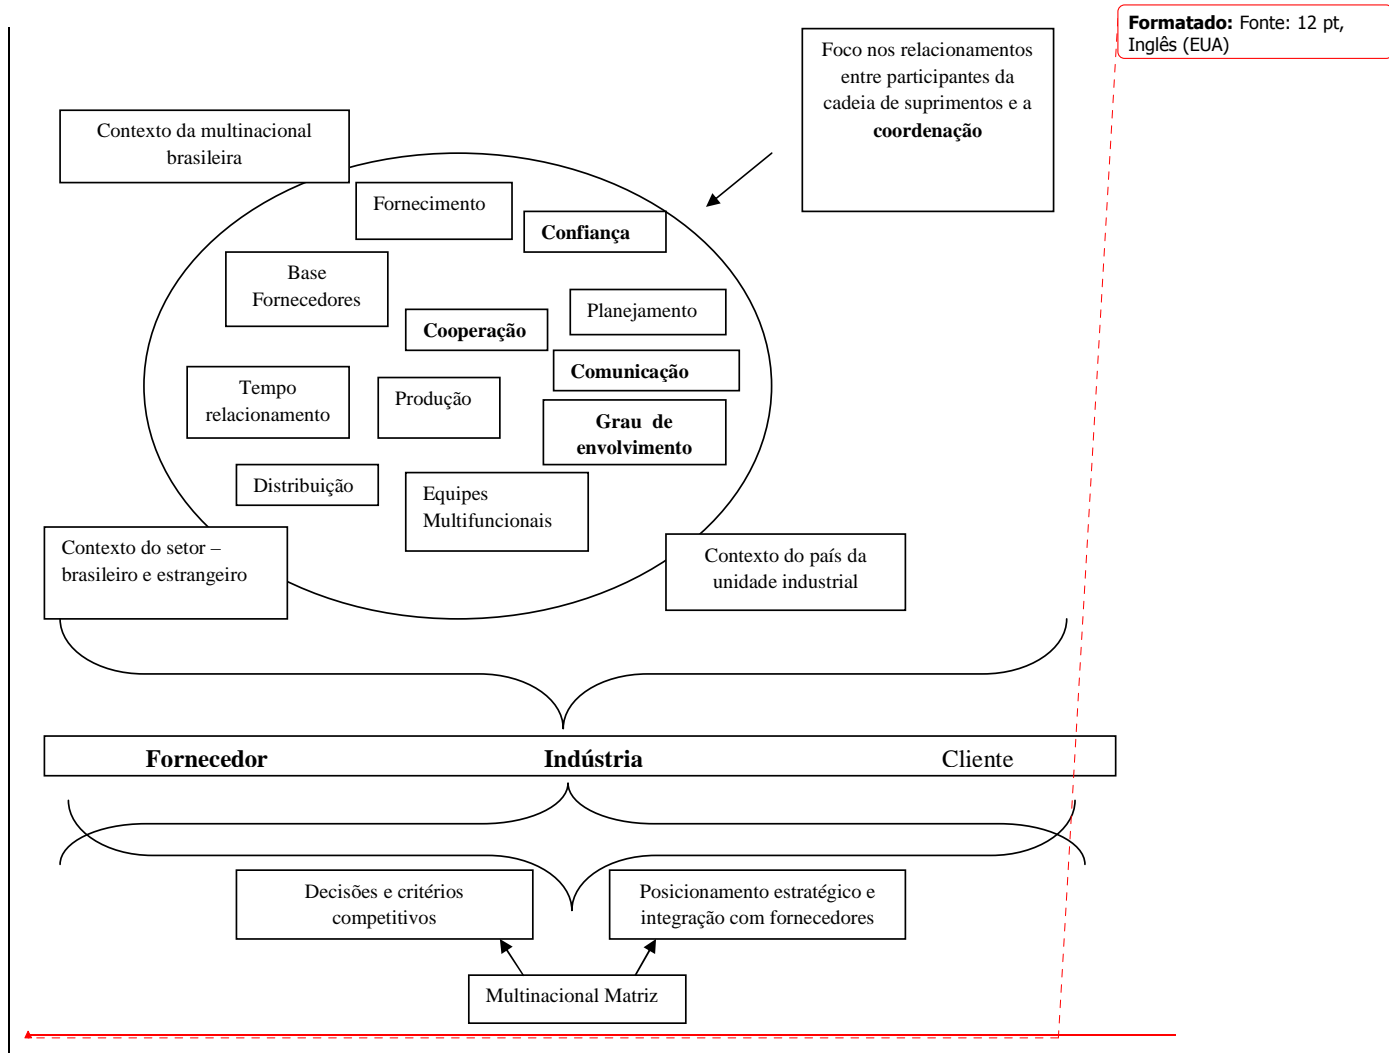 Formatado: Fonte: 12 pt,
Inglês (EUA)
Foco nos relacionamentos
entre participantes da
cadeia de suprimentos e a
coordenação
Contexto da multinacional
brasileira
Fornecimento
Confiança
Base
Fornecedores
Planejamento
Cooperação
Comunicação
Tempo
relacionamento
Produção
Grau de
envolvimento
Distribuição
Equipes
Multifuncionais
Contexto do setor –
brasileiro e estrangeiro
Contexto do país da
unidade industrial
Fornecedor Indústria Cliente
Decisões e critérios
competitivos
Posicionamento estratégico e
integração com fornecedores
Multinacional Matriz